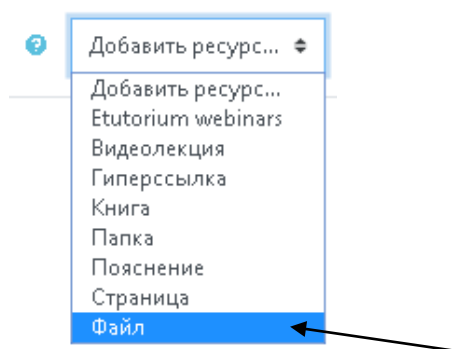 ?
Добавить ресурс...
Добавить ресурс...
Etutorium webinars
Видеолекция
Гиперссылка
Книга
Папка
Пояснение
Страница
Файл